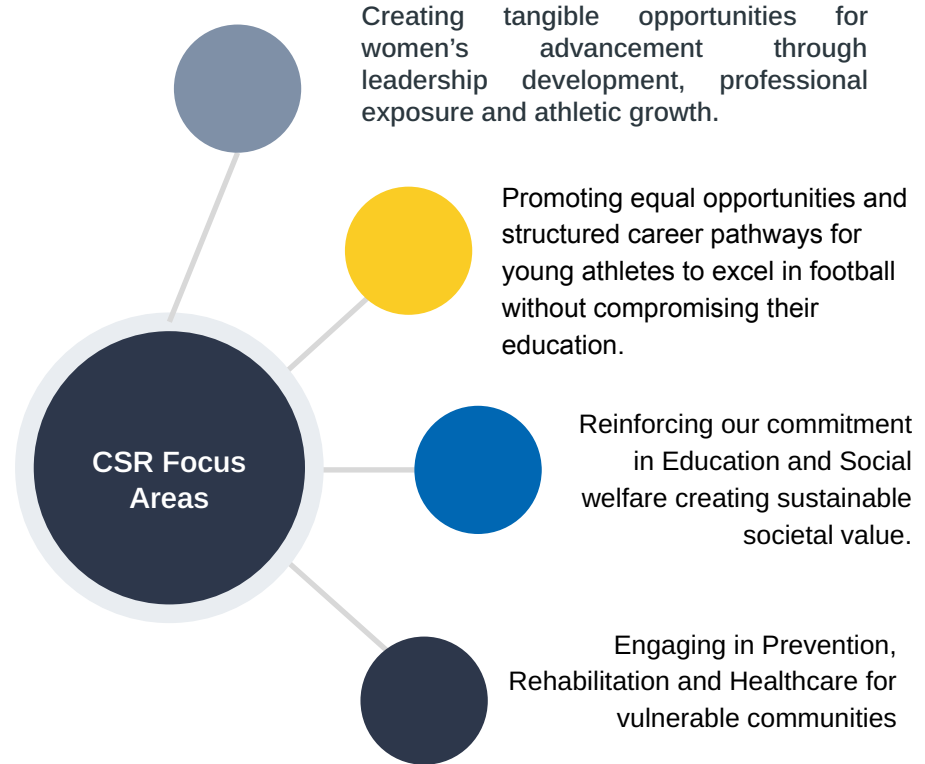 Creating tangible opportunities for
women’s advancement through
leadership development, professional
exposure and athletic growth.
Promoting equal opportunities and
structured career pathways for
young athletes to excel in football
without compromising their
education.
CSR Focus
Areas
Reinforcing our commitment
in Education and Social
welfare creating sustainable
societal value.
Engaging in Prevention,
Rehabilitation and Healthcare for
vulnerable communities